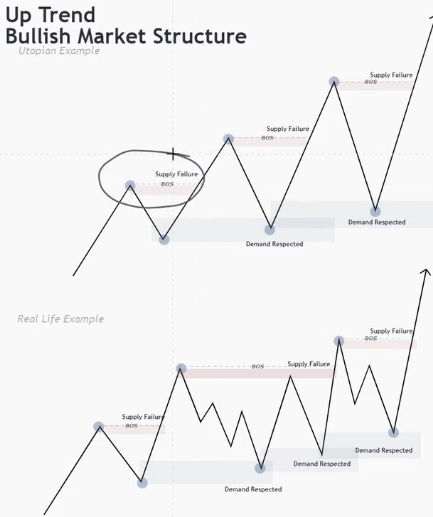 Up Trend
Bullish Market Structure
Utopian Example
Supply Failure
BOS
Supply Failure
BOS
Supply Failure
BOS
Demand Respected
Demand Respected
Real Life Example
Supply Failure
BOS
BOS
Supply Failure
Supply Failure
BOS
Demand Respected
Demand Respected
Demand Respected